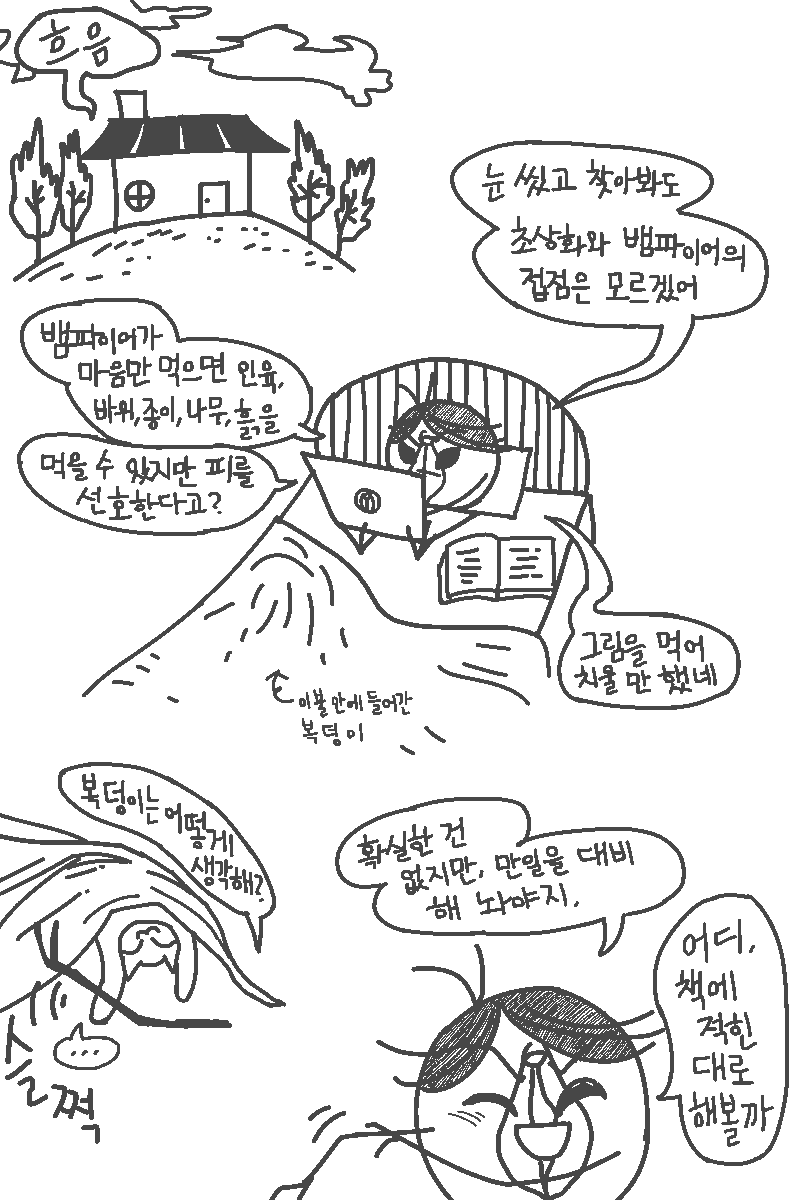 흐음
눈 씻고 찾아봐도
초상화와 뱀파이어의
접점은 모르겠어
뱀파이어가
마음만 먹으면 인육,
바위, 종이, 나무, 흙을
먹을 수 있지만 피를
선호한다고?
그림을 먹어
치울 만 했네
이불 안에 들어간
복덩이
복덩이는 어떻게
생각해?
슬쩍
...
확실한 건
없지만, 만일을 대비
해 놔야지.
어디,
책에
적힌
대로
해볼까